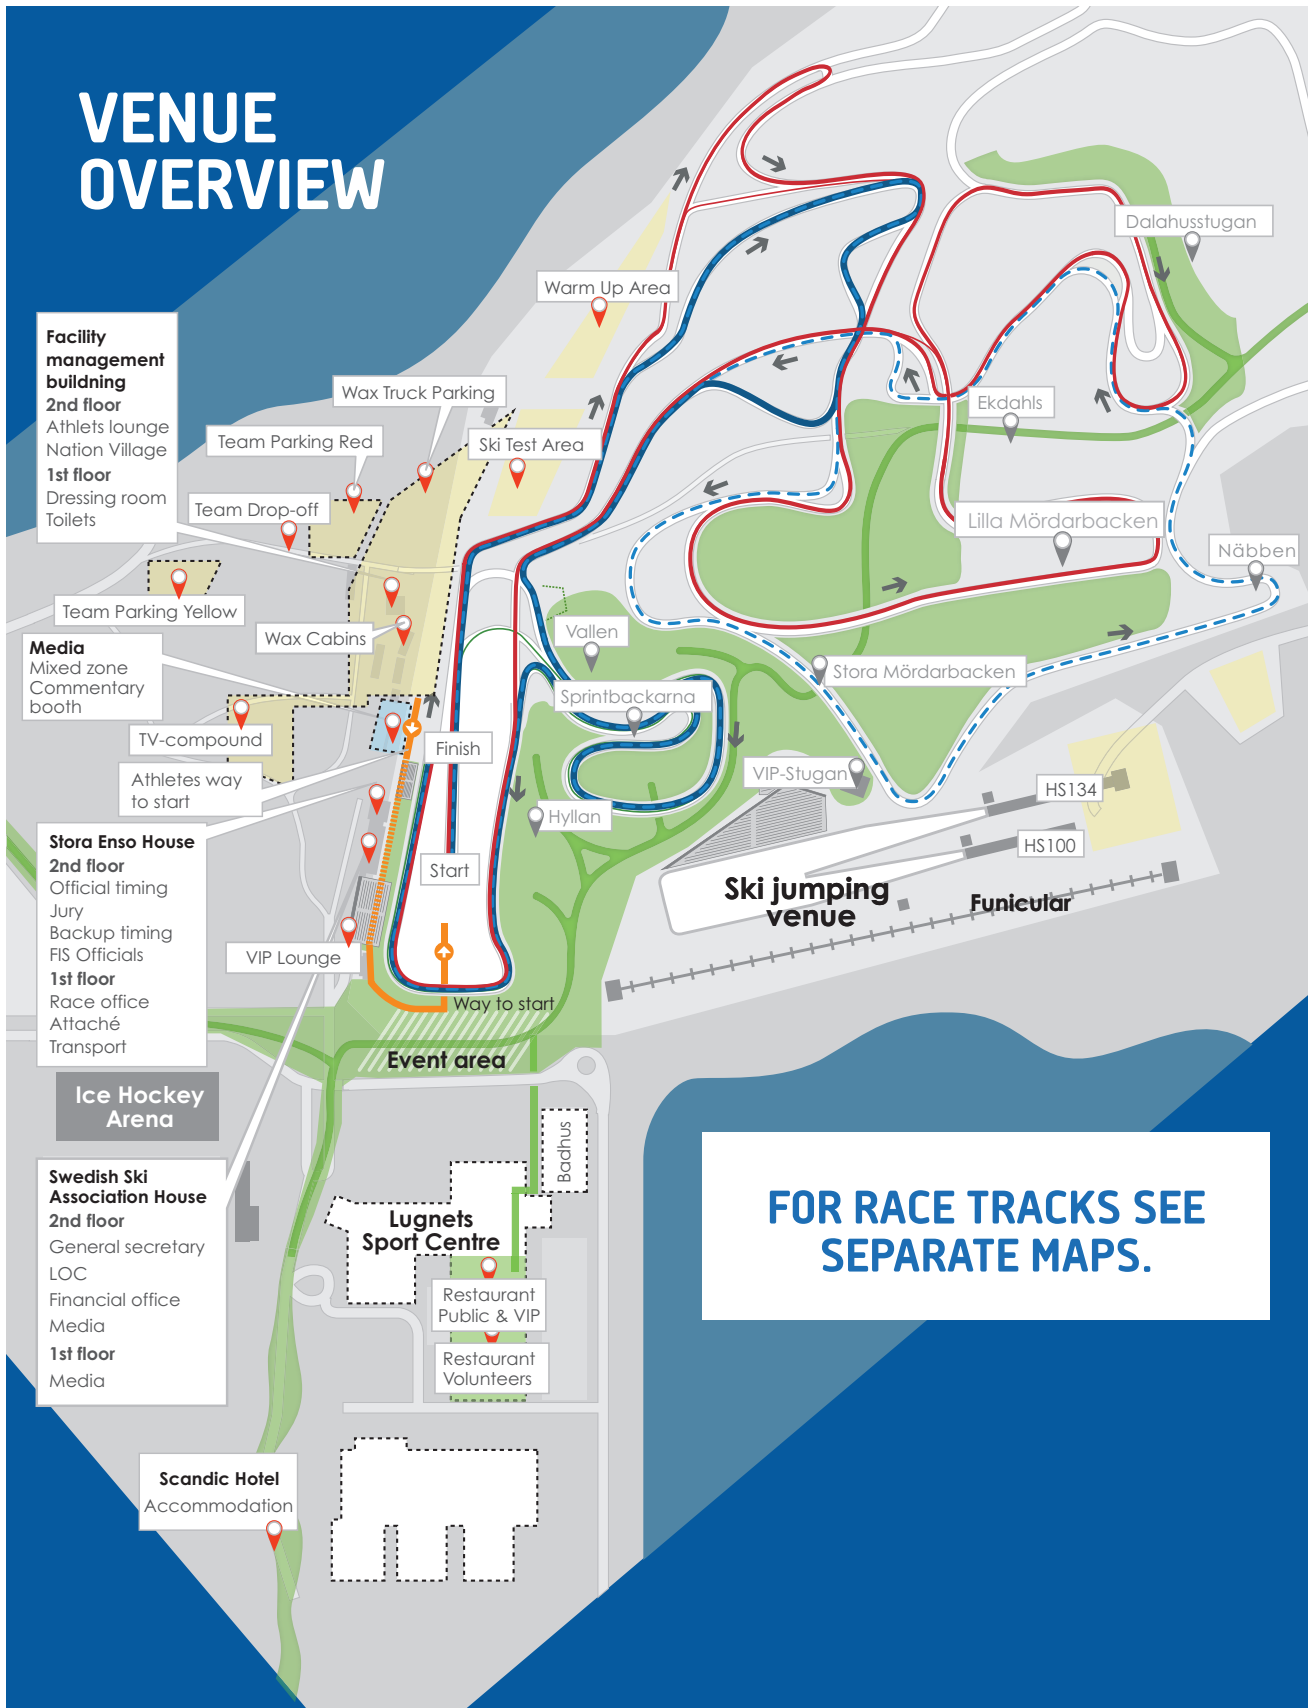 VENUE
OVERVIEW
Dalahusstugan
Warm Up Area
Facility
management
buildning
2nd floor
Athlets lounge
Nation Village
1st floor
Dressing room
Toilets
Wax Truck Parking
Ekdahls
Team Parking Red
Ski Test Area
Team Drop-off
Lilla Mördarbacken
Näbben
Team Parking Yellow
Wax Cabins
Vallen
Media
Mixed zone
Commentary
booth
Stora Mördarbacken
Sprintbackarna
TV-compound
Finish
VIP-Stugan
Athletes way
to start
HS134
Hyllan
HS100
Stora Enso House
2nd floor
Official timing
Jury
Backup timing
FIS Officials
1st floor
Race office
Attaché
Transport
Start
Ski jumping
venue
Funicular
VIP Lounge
Way to start
Event area
Ice Hockey
Arena
Badhus
Swedish Ski
Association House
2nd floor
General secretary
LOC
Financial office
Media
1st floor
Media
Lugnets
Sport Centre
FOR RACE TRACKS SEE
SEPARATE MAPS.
Restaurant
Public & VIP
Restaurant
Volunteers
Scandic Hotel
Accommodation